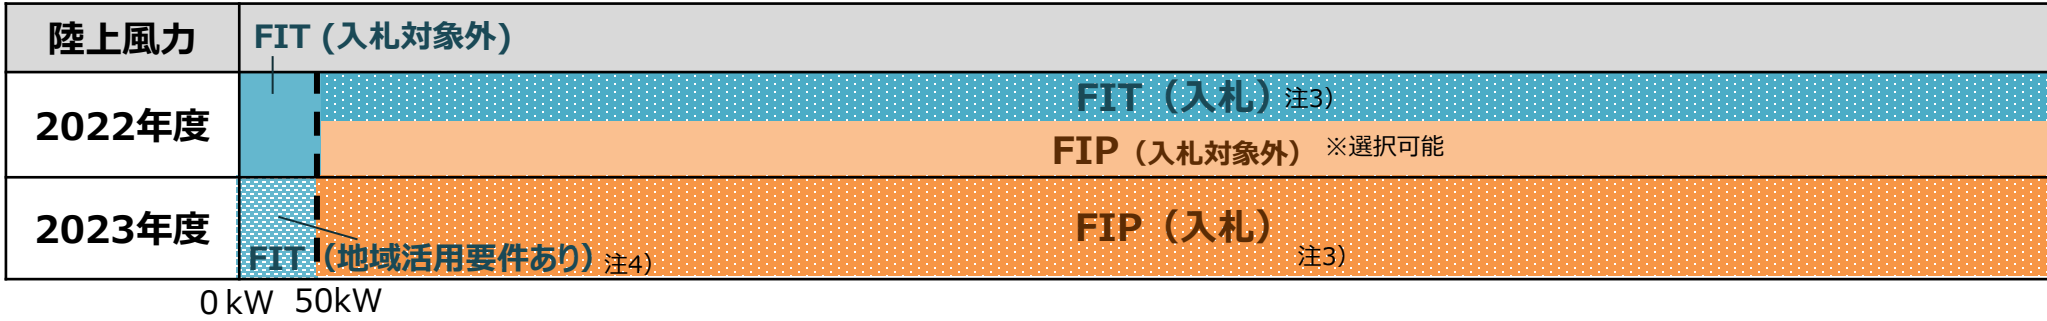 陸上風力
FIT (入札対象外)
2022年度
FIT（入札）注3）
FIP（入札対象外） ※選択可能
2023年度
FIP（入札）
注3）
FIT（地域活用要件あり）注4）
0 kW 50kW